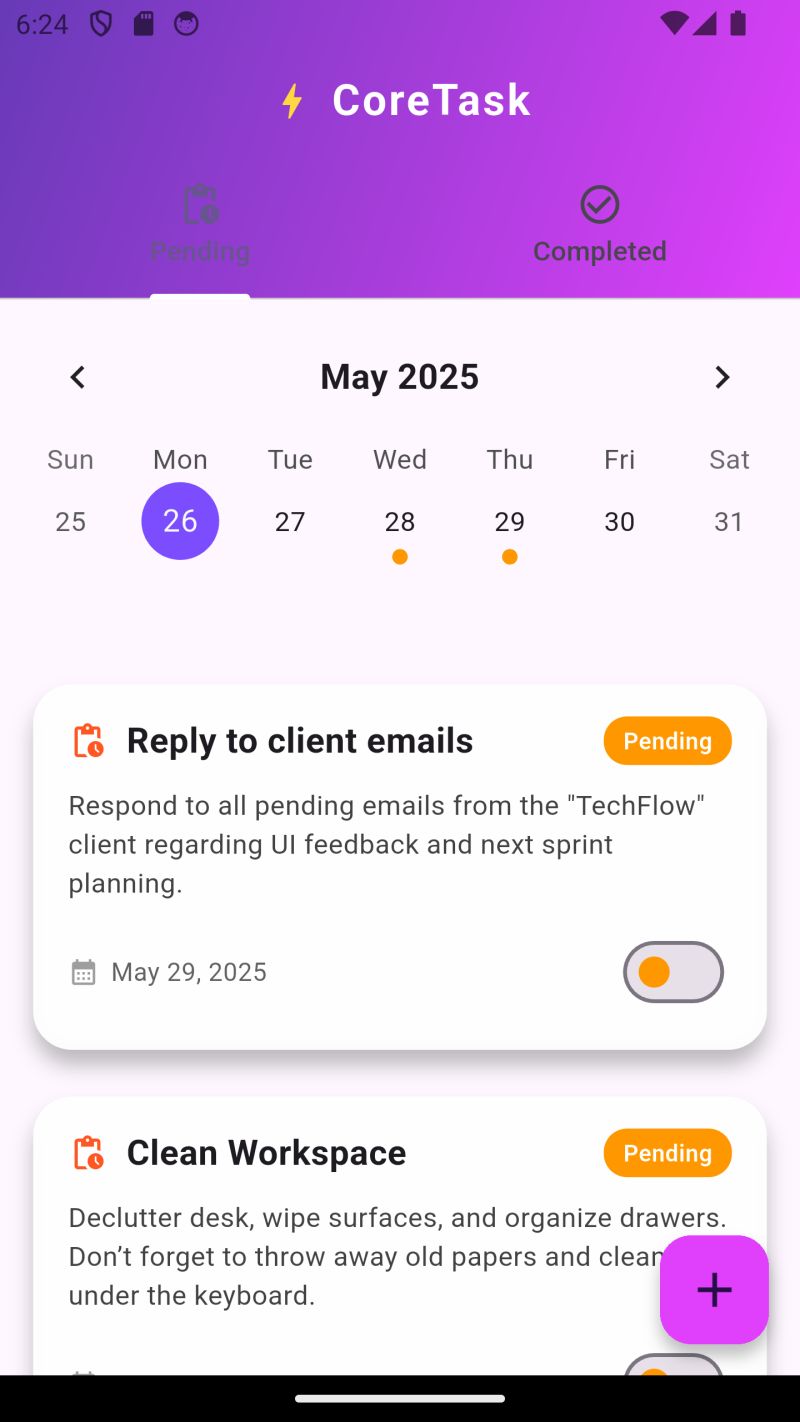 6:24
CoreTask
Pending
Completed
May 2025
Sun Mon Tue Wed Thu Fri Sat
25 26 27 28 29 30 31
Reply to client emails Pending
Respond to all pending emails from the "TechFlow"
client regarding UI feedback and next sprint
planning.
May 29, 2025
Clean Workspace Pending
Declutter desk, wipe surfaces, and organize drawers.
Don’t forget to throw away old papers and clean
under the keyboard.